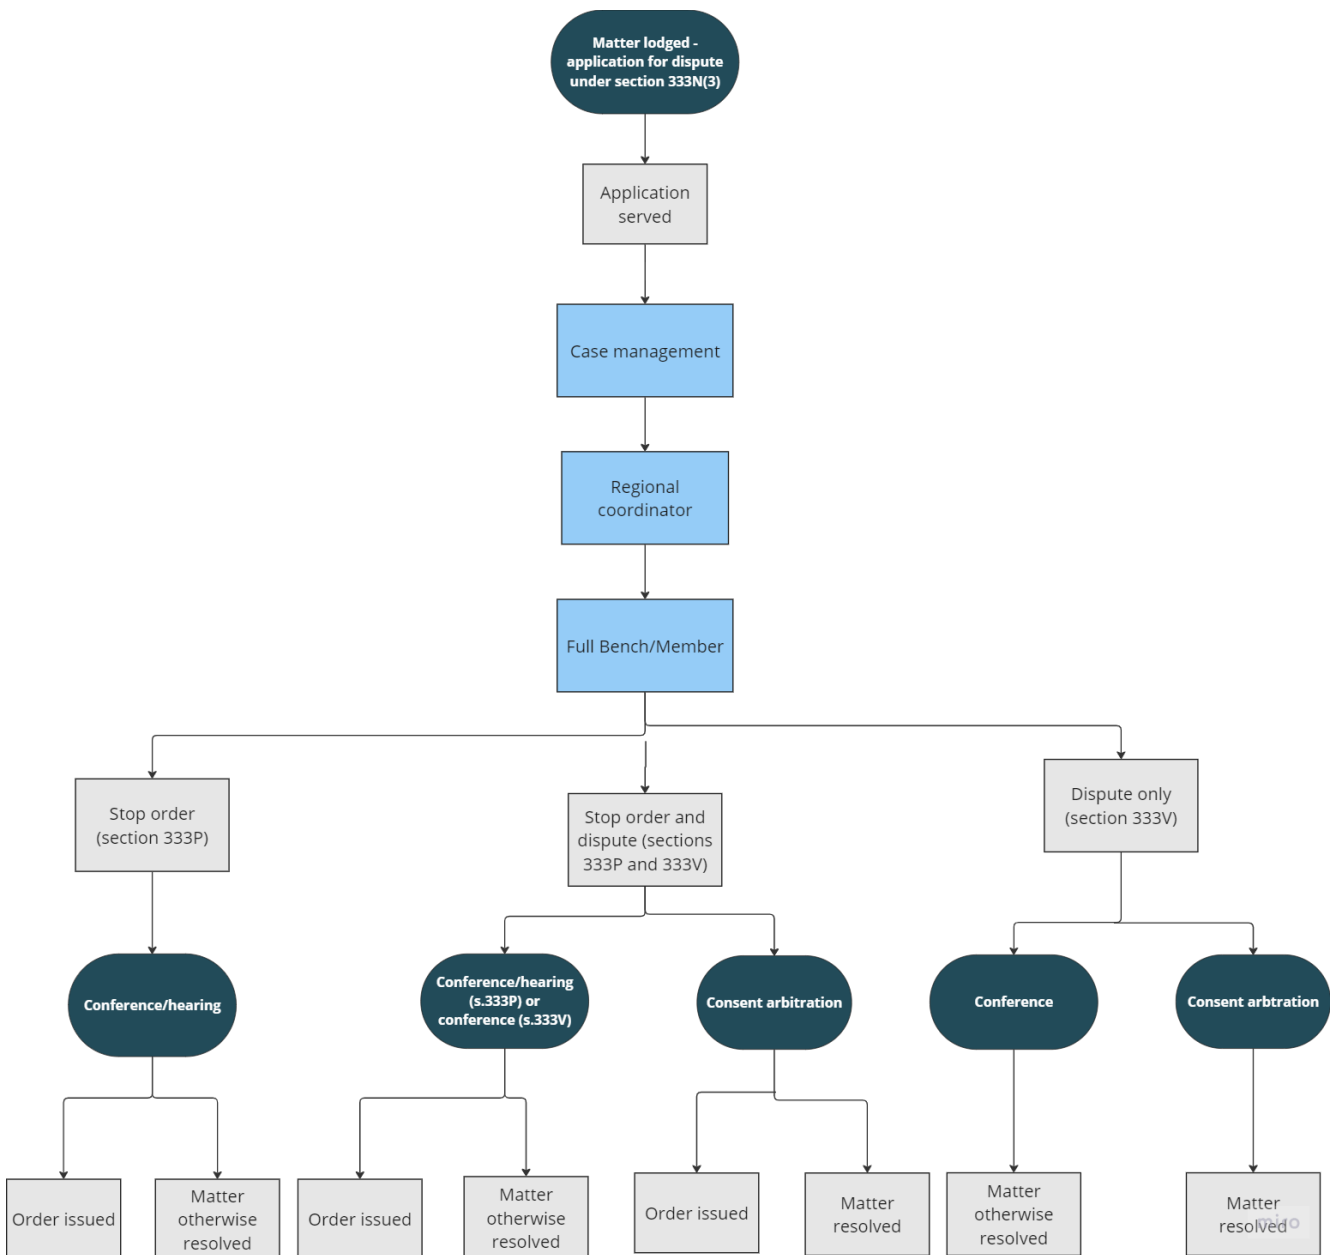 Matter lodged -
application for dispute
under section 333N(3)
Application
served
Case management
Regional
coordinator
Full Bench/Member
Stop order
(section 333P)
Stop order and
dispute (sections
333P and 333V)
Dispute only
(section 333V)
Conference/hearing
Conference/hearing
(s.333P) or
conference (s.333V)
Consent arbitration
Conference
Consent arbtration
Order issued
Matter
otherwise
resolved
Order issued
Matter
otherwise
resolved
Order issued
Matter
resolved
Matter
otherwise
resolved
Matter
resolved
miro